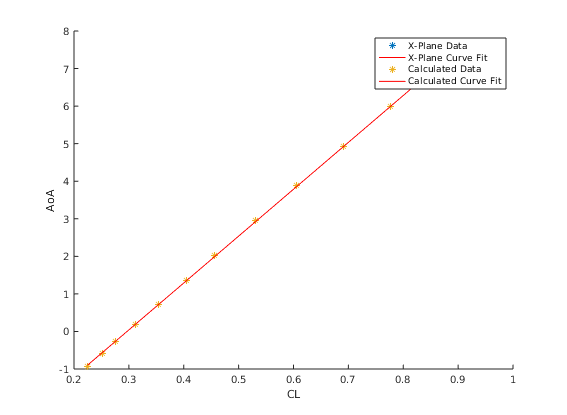 8
7
6
5
4
3
2
1
0
-1
AoA
X-Plane Data
X-Plane Curve Fit
Calculated Data
Calculated Curve Fit
0.2 0.3 0.4 0.5 0.6 0.7 0.8 0.9 1
CL